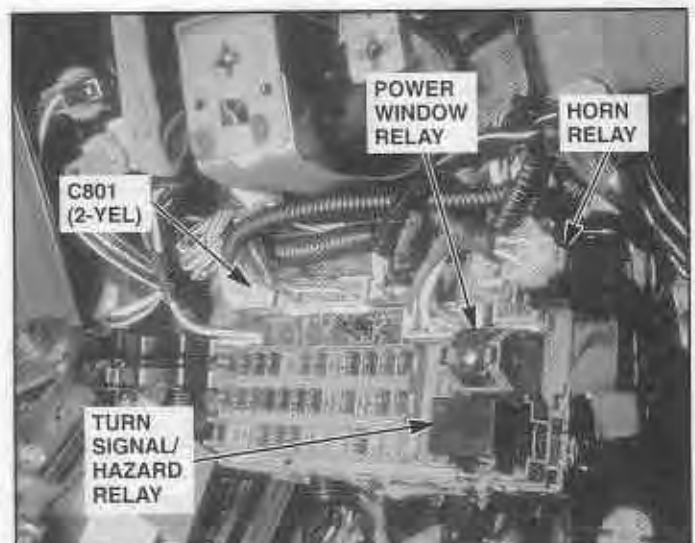 POWER
WINDOW
RELAY
HORN
RELAY
C801
(2-YEL)
TURN
SIGNAL/
HAZARD
RELAY